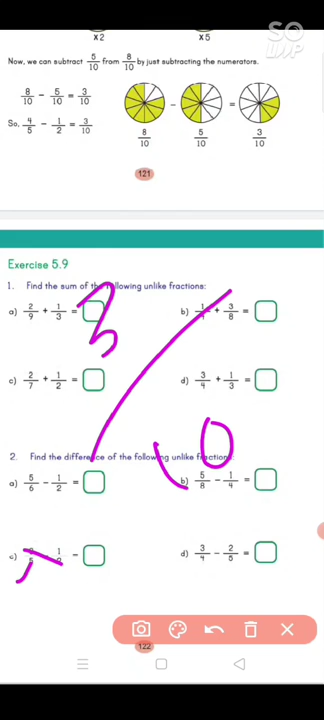 x2 x5
Now, we can subtract 5/10 from 8/10 by just subtracting the numerators.
8/10 - 5/10 = 3/10
So, 4/5 - 1/2 = 3/10
- =
8/10 5/10 3/10
121
Exercise 5.9
1. Find the sum of the following unlike fractions:
a) 2/9 + 1/3 =
b) + 3/8 =
c) 2/7 + 1/2 =
d) 3/4 + 1/3 =
3/10
2. Find the difference of the following unlike fractions:
a) 5/6 - 1/2 =
b) 5/8 - 1/4 =
c) =
d) 3/4 - 2/5 =
122